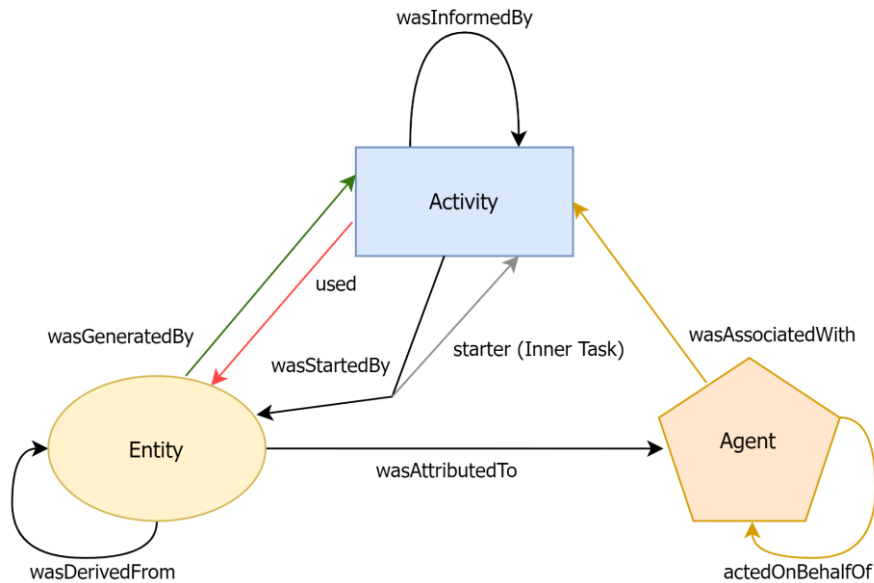 wasInformedBy
Activity
used
wasGeneratedBy
wasStartedBy
starter (Inner Task)
wasAssociatedWith
Entity
Agent
wasAttributedTo
wasDerivedFrom
actedOnBehalfOf